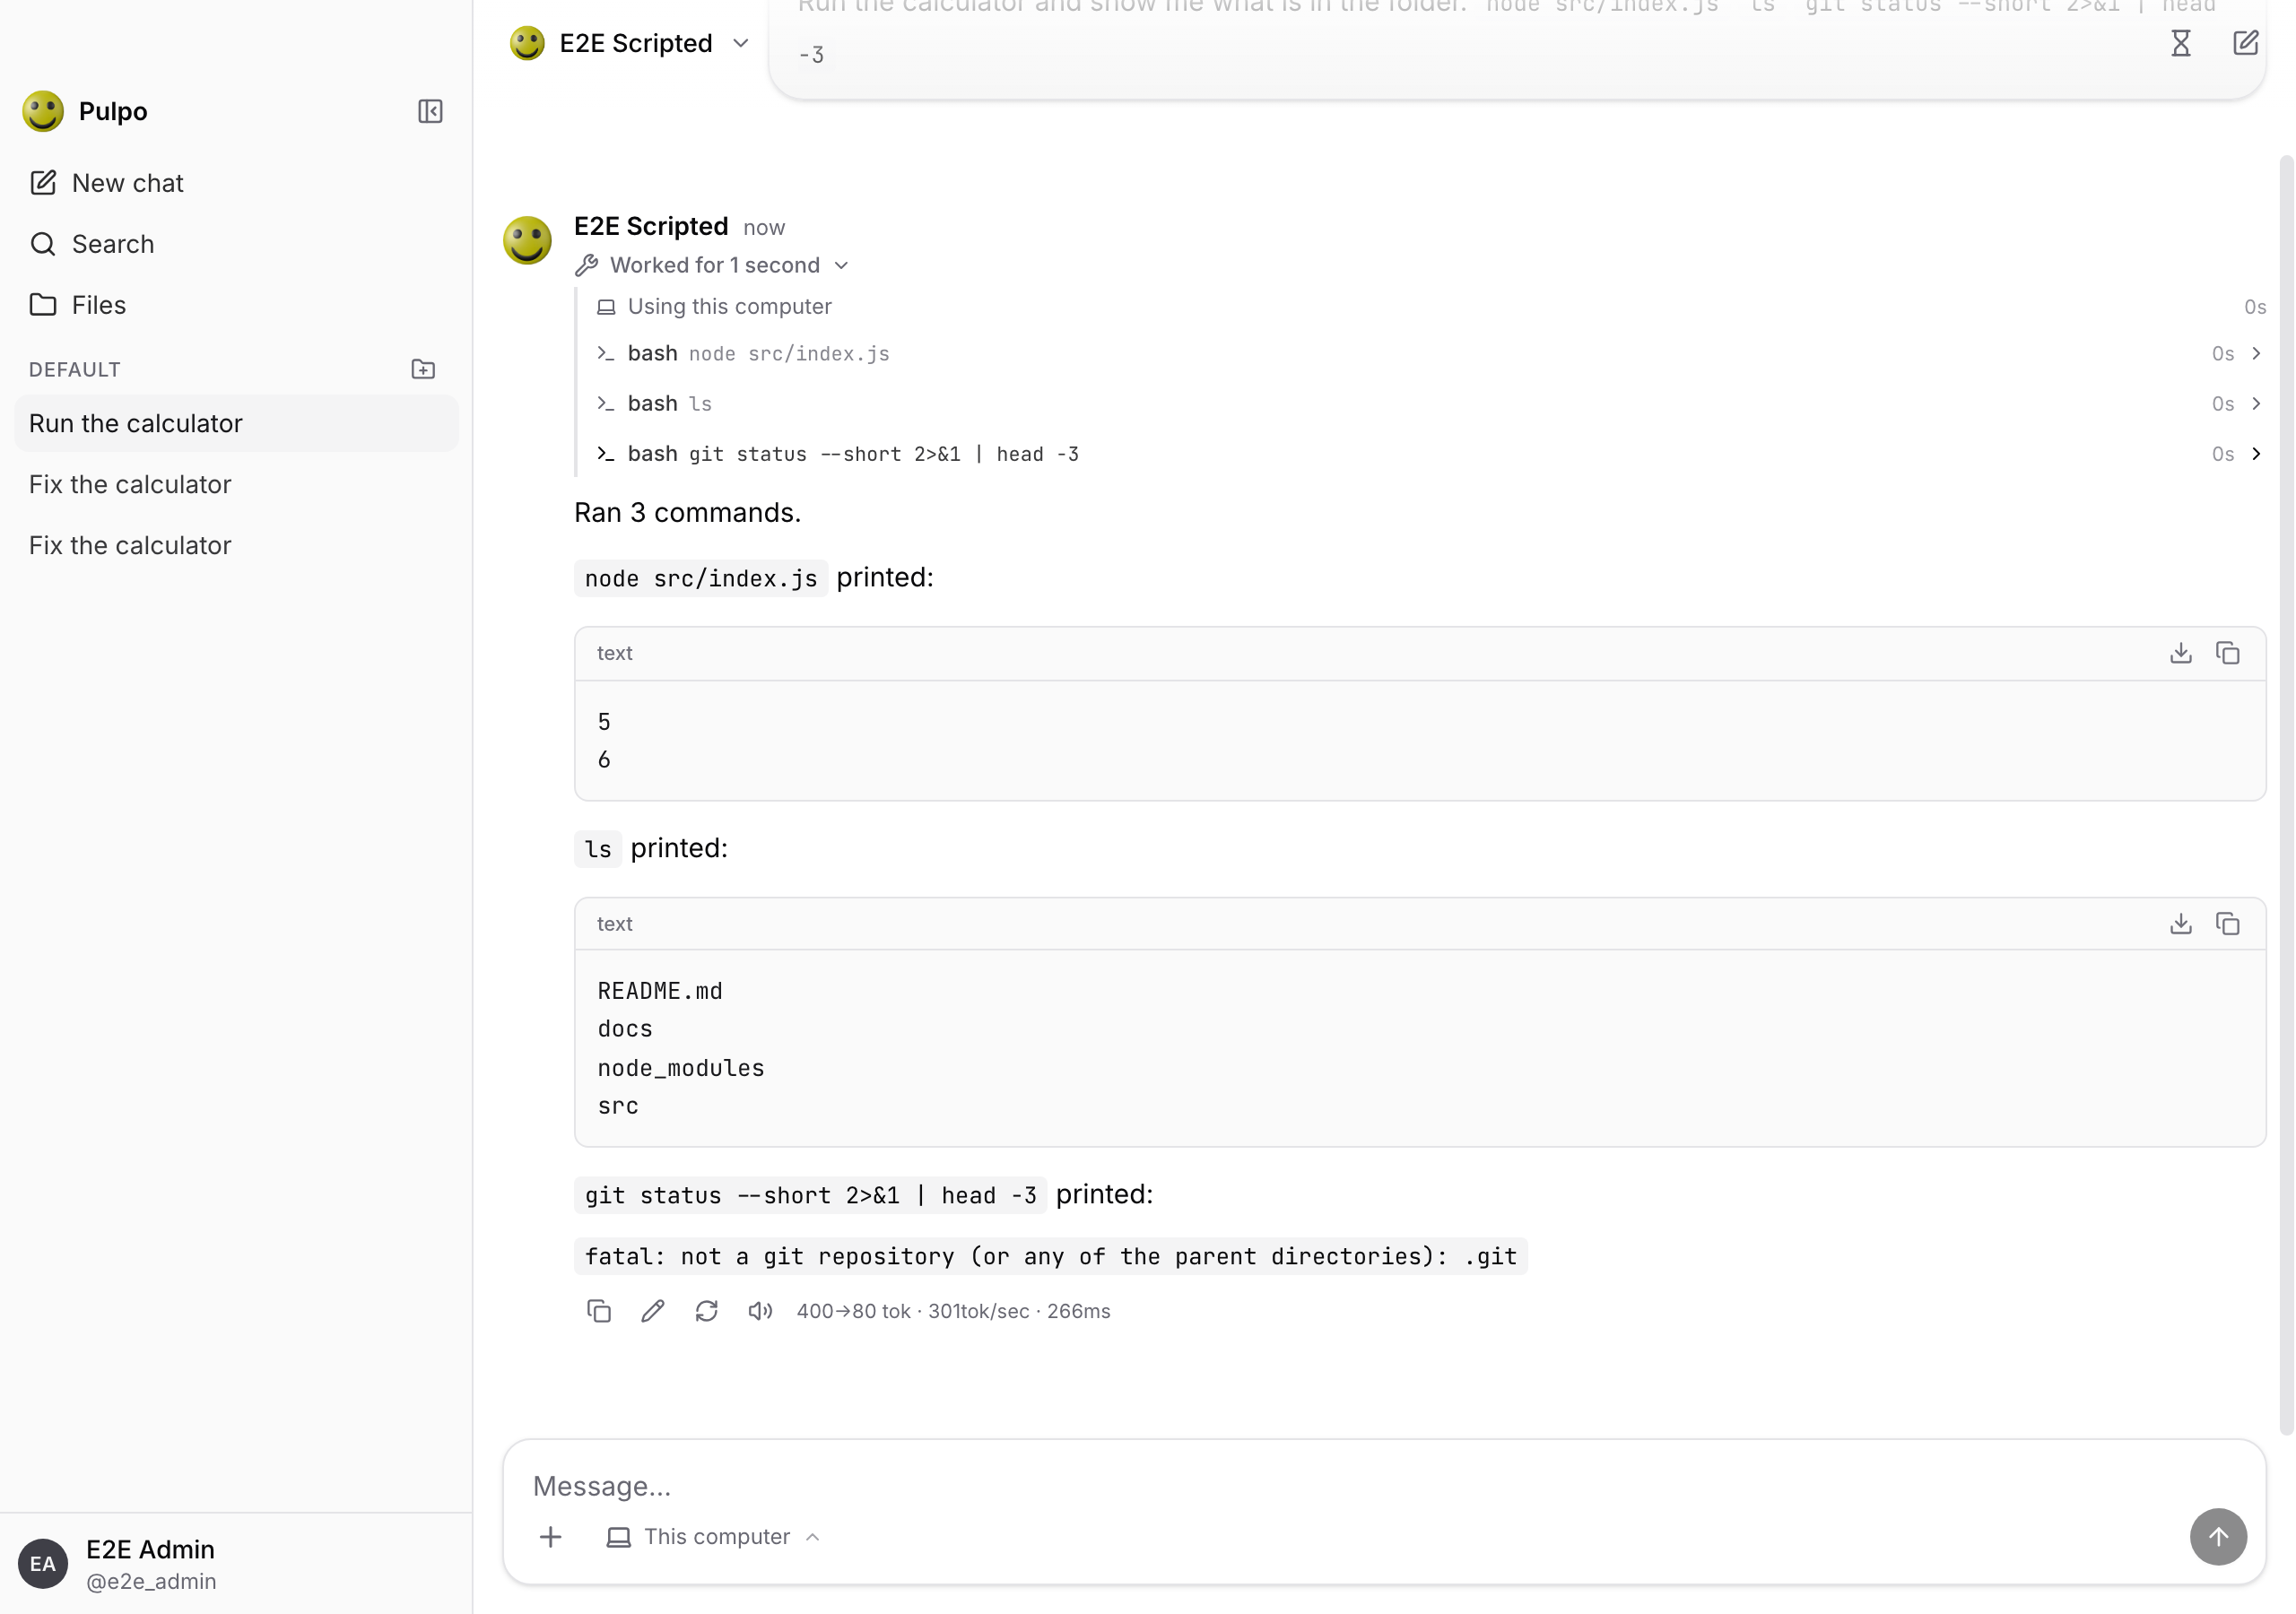 Pulpo
New chat
Search
Files
DEFAULT
Run the calculator
Fix the calculator
Fix the calculator
EA
E2E Admin
@e2e_admin
E2E Scripted
Run the calculator and show me what is in the folder. node src/index.js ls git status --short 2>&1 | head
-3
E2E Scripted now
Worked for 1 second
Using this computer 0s
bash node src/index.js 0s
bash ls 0s
bash git status --short 2>&1 | head -3 0s
Ran 3 commands.
node src/index.js printed:
text
5
6
ls printed:
text
README.md
docs
node_modules
src
git status --short 2>&1 | head -3 printed:
fatal: not a git repository (or any of the parent directories): .git
400→80 tok · 301tok/sec · 266ms
Message...
This computer